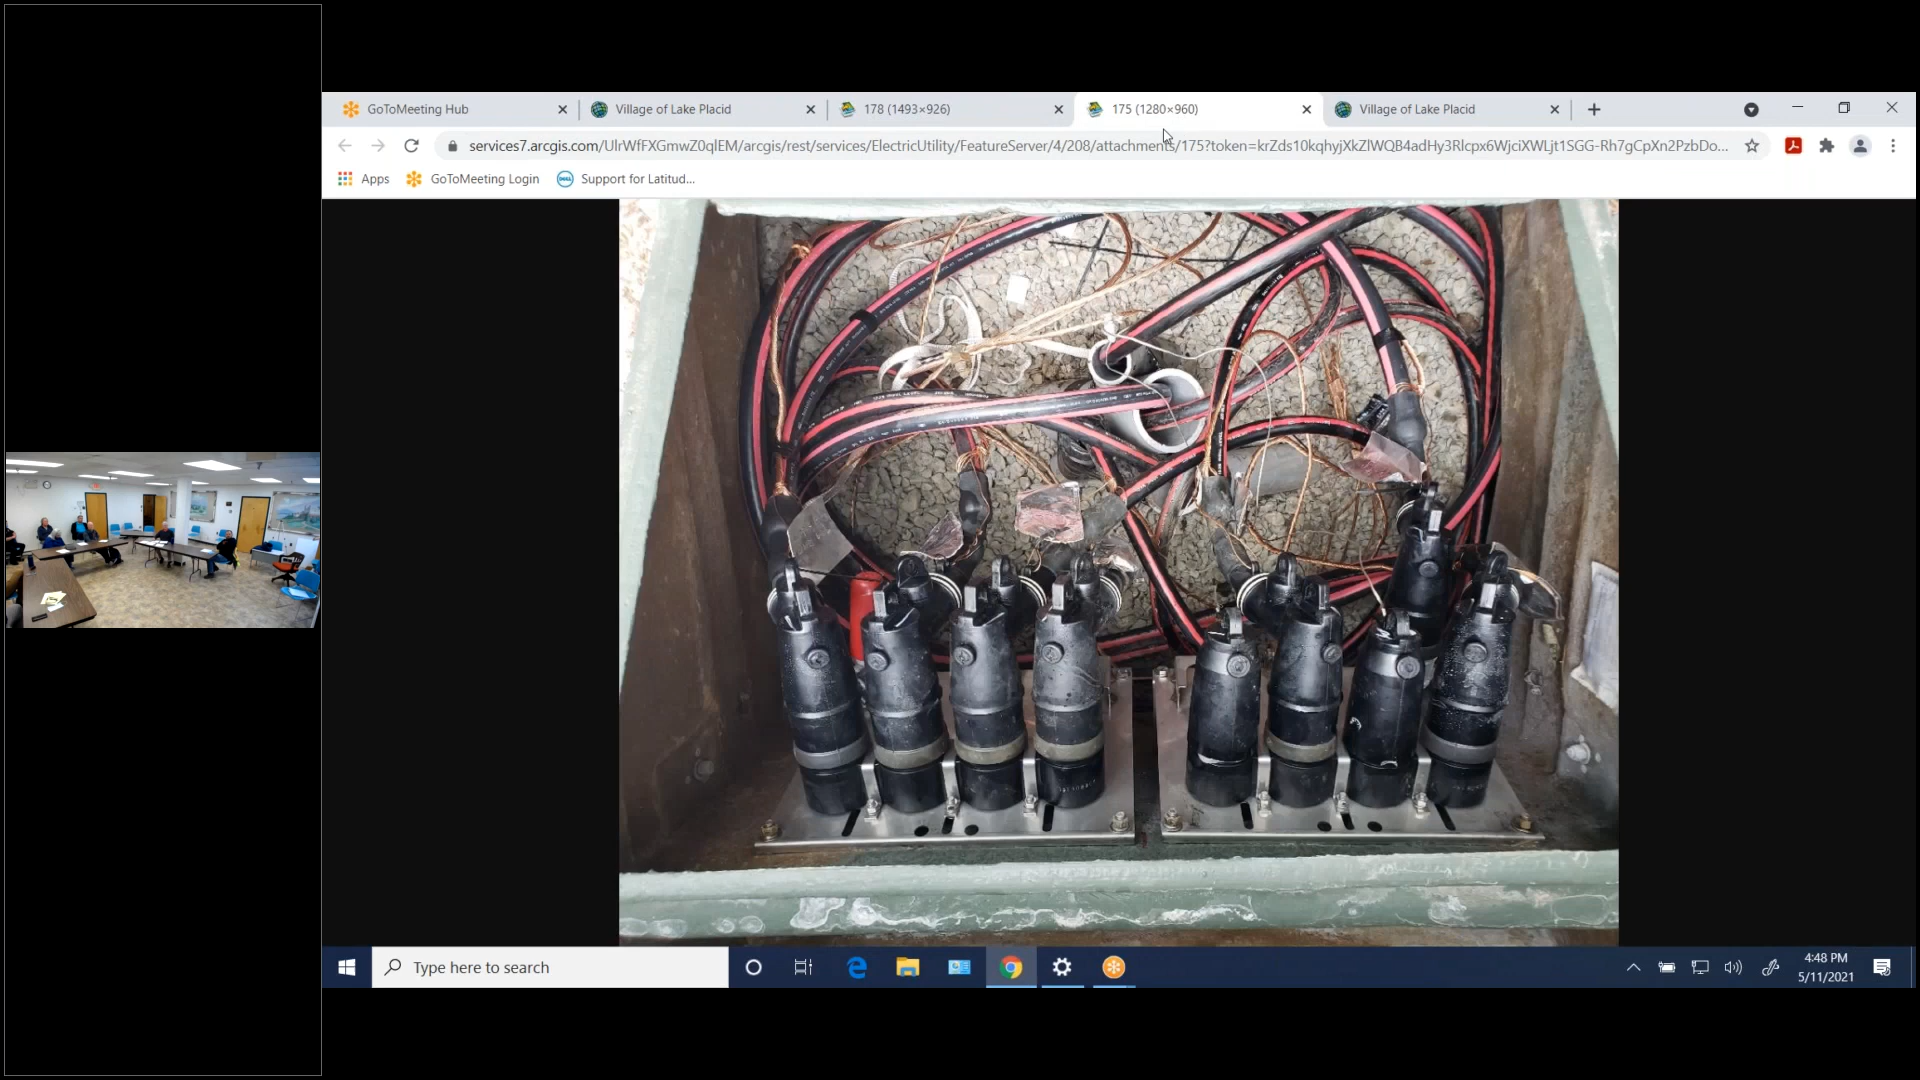 GoToMeeting Hub
Village of Lake Placid
178 (1493×926)
175 (1280×960)
Village of Lake Placid
services7.arcgis.com/UlrWfFXGmwZ0qlEM/arcgis/rest/services/ElectricUtility/FeatureServer/4/208/attachments/175?token=krZds10kqhyjXkZlWQB4adHy3Rlcpx6WjciXWLjt1SGG-Rh7gCpXn2PzbDo...
Apps
GoToMeeting Login
DELL
Support for Latitud...
Type here to search
4:48 PM
5/11/2021